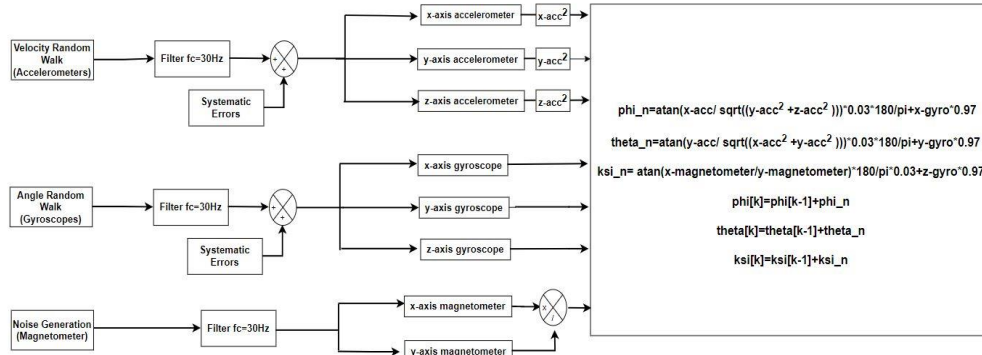 Velocity Random
Walk
(Accelerometers)
Filter fc=30Hz
+
+
Systematic
Errors
x-axis accelerometer
x-acc²
y-axis accelerometer
y-acc²
z-axis accelerometer
z-acc²
Angle Random
Walk
(Gyroscopes)
Filter fc=30Hz
+
+
Systematic
Errors
x-axis gyroscope
y-axis gyroscope
z-axis gyroscope
Noise Generation
(Magnetometer)
Filter fc=30Hz
x-axis magnetometer
y-axis magnetometer
x
/
phi_n=atan(x-acc/ sqrt((y-acc² +z-acc² )))*0.03*180/pi+x-gyro*0.97
theta_n=atan(y-acc/ sqrt((x-acc² +y-acc² )))*0.03*180/pi+y-gyro*0.97
ksi_n= atan(x-magnetometer/y-magnetometer)*180/pi*0.03+z-gyro*0.97
phi[k]=phi[k-1]+phi_n
theta[k]=theta[k-1]+theta_n
ksi[k]=ksi[k-1]+ksi_n